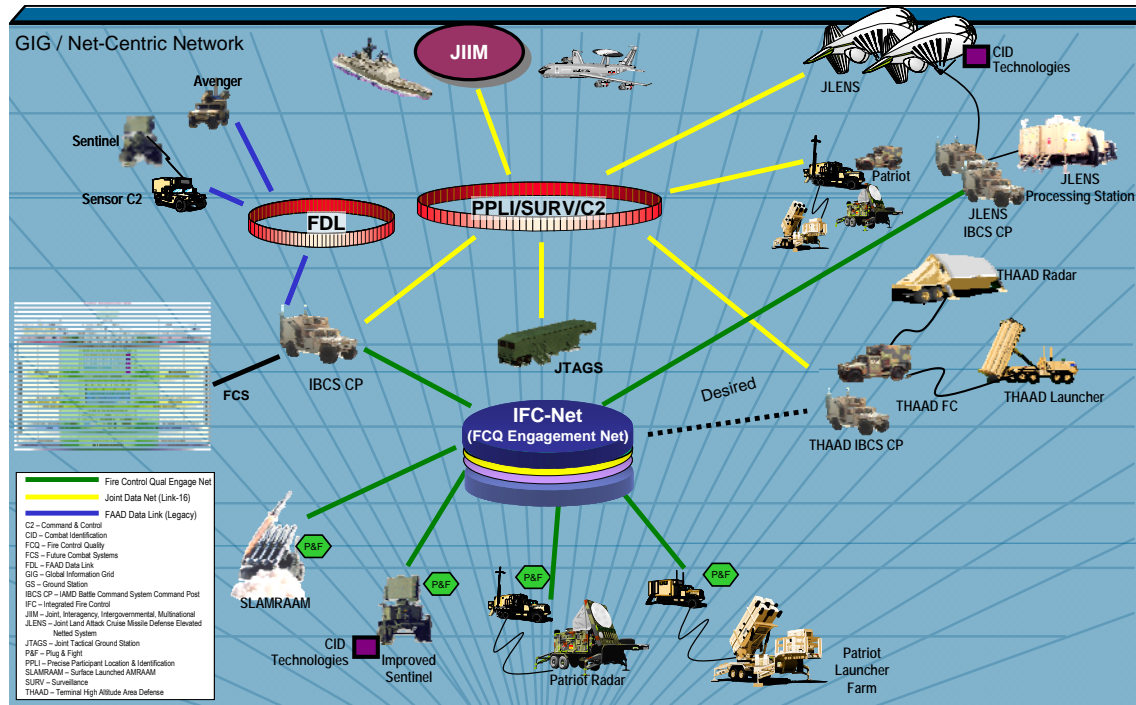 GIG / Net-Centric Network
JIIM
CID
Technologies
JLENS
Avenger
Sentinel
Sensor C2
FDL
PPLI/SURV/C2
Patriot
JLENS
Processing Station
JLENS
IBCS CP
THAAD Radar
IBCS CP
JTAGS
FCS
Desired
THAAD FC
THAAD Launcher
THAAD IBCS CP
IFC-Net
(FCQ Engagement Net)
Fire Control Qual Engage Net
Joint Data Net (Link-16)
FAAD Data Link (Legacy)
C2 – Command & Control
CID – Combat Identification
FCQ – Fire Control Quality
FCS – Future Combat Systems
FDL – FAAD Data Link
GIG – Global Information Grid
GS – Ground Station
IBCS CP – IAMD Battle Command System Command Post
IFC – Integrated Fire Control
JIIM – Joint, Interagency, Intergovernmental, Multinational
JLENS – Joint Land Attack Cruise Missile Defense Elevated
Netted System
JTAGS – Joint Tactical Ground Station
P&F – Plug & Fight
PPLI – Precise Participant Location & Identification
SLAMRAAM – Surface Launched AMRAAM
SURV – Surveillance
THAAD – Terminal High Altitude Area Defense
P&F
SLAMRAAM
P&F
CID
Technologies
Improved
Sentinel
P&F
Patriot Radar
P&F
Patriot
Launcher
Farm